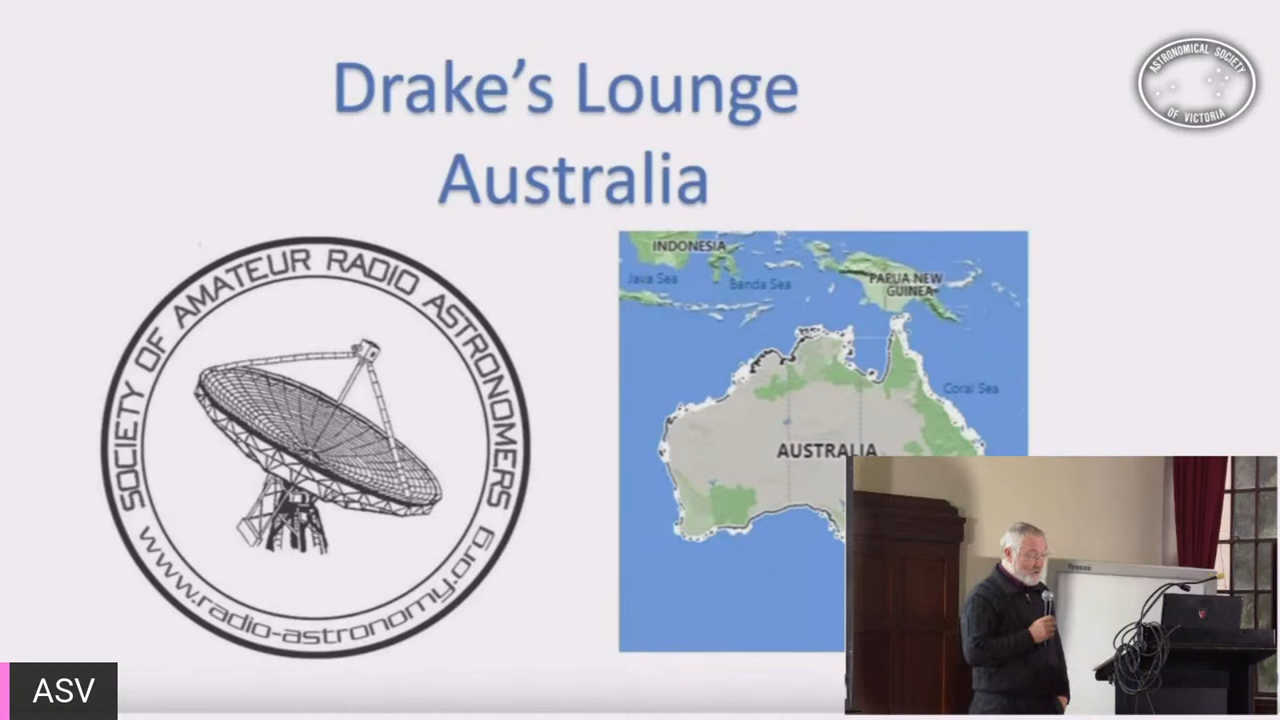 Drake's Lounge
Australia
ASTRONOMICAL SOCIETY
OF VICTORIA
SOCIETY OF AMATEUR RADIO ASTRONOMERS
www.radio-astronomy.org
INDONESIA
Java Sea
Banda Sea
PAPUA NEW
GUINEA
Coral Sea
AUSTRALIA
ASV